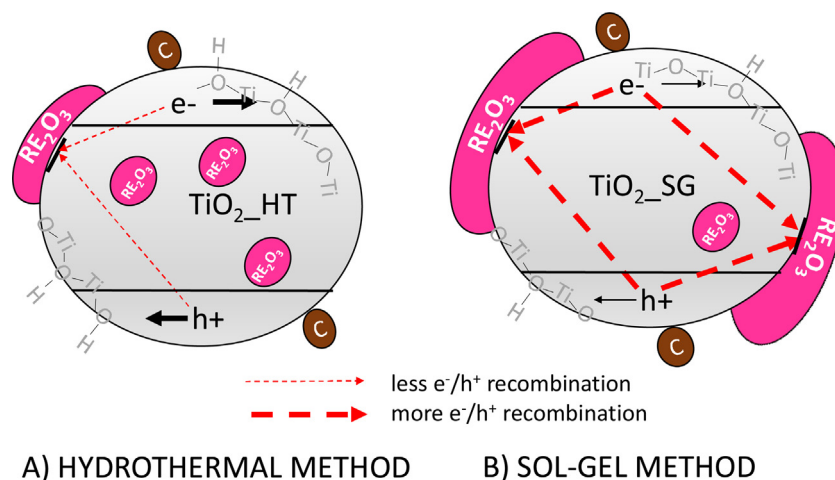 C
H
O
Ti
H
O
Ti
O
Ti
e-
RE₂O₃
RE₂O₃
RE₂O₃
TiO₂_HT
RE₂O₃
O
Ti
O
H
Ti
O
H
h+
C
C
Ti
O
Ti
H
O
Ti
O
Ti
e-
RE₂O₃
TiO₂_SG
RE₂O₃
RE₂O₃
O
Ti
O
H
Ti
O
h+
C
less e⁻/h⁺ recombination
more e⁻/h⁺ recombination
A) HYDROTHERMAL METHOD
B) SOL-GEL METHOD